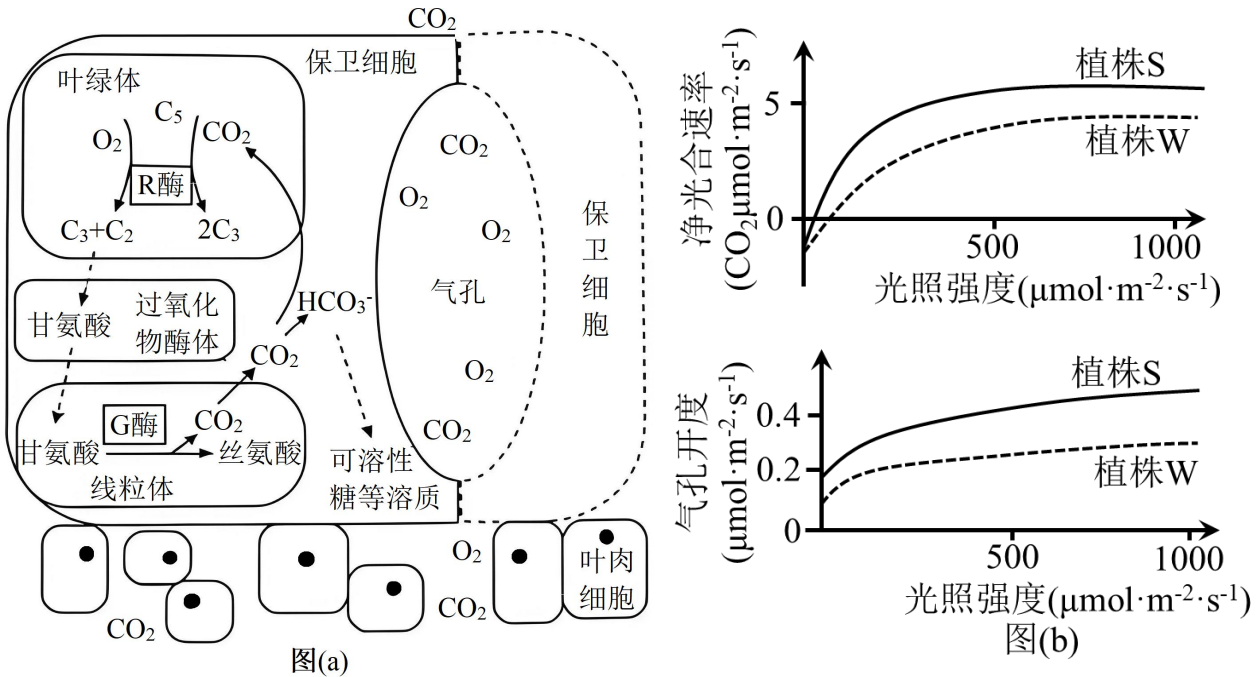 CO₂
保卫细胞
叶绿体
C₅
O₂
CO₂
R酶
C₃+C₂
2C₃
过氧化
物酶体
甘氨酸
HCO₃⁻
CO₂
G酶
CO₂
甘氨酸
丝氨酸
线粒体
可溶性
糖等溶质
CO₂
O₂
O₂
气孔
O₂
CO₂
保
卫
细
胞
O₂
CO₂
CO₂
叶肉
细胞
图(a)
净光合速率
(CO₂μmol·m⁻²·s⁻¹)
5
0
植株S
植株W
500
1000
光照强度(μmol·m⁻²·s⁻¹)
气孔开度
(μmol·m⁻²·s⁻¹)
0.4
0.2
0
植株S
植株W
500
1000
光照强度(μmol·m⁻²·s⁻¹)
图(b)